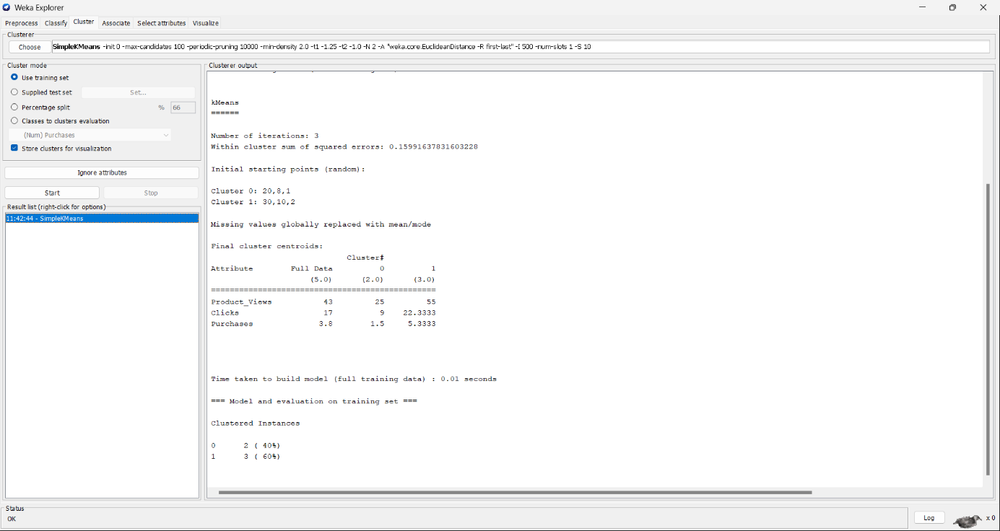 Weka Explorer
Preprocess Classify Cluster Associate Select attributes Visualize
Clusterer
Choose SimpleKMeans -init 0 -max-candidates 100 -periodic-pruning 10000 -min-density 2.0 -t1 -1.25 -t2 -1.0 -N 2 -A "weka.core.EuclideanDistance -R first-last" -I 500 -num-slots 1 -S 10
Cluster mode
Use training set
Supplied test set Set...
Percentage split % 66
Classes to clusters evaluation
(Num) Purchases
Store clusters for visualization
Ignore attributes
Start Stop
Result list (right-click for options)
11:42:44 - SimpleKMeans
Clusterer output
kMeans
======
Number of iterations: 3
Within cluster sum of squared errors: 0.15991637831603228
Initial starting points (random):
Cluster 0: 20,8,1
Cluster 1: 30,10,2
Missing values globally replaced with mean/mode
Final cluster centroids:
Cluster#
Attribute Full Data 0 1
(5.0) (2.0) (3.0)
================================================
Product_Views 43 25 55
Clicks 17 9 22.3333
Purchases 3.8 1.5 5.3333
Time taken to build model (full training data) : 0.01 seconds
=== Model and evaluation on training set ===
Clustered Instances
0 2 ( 40%)
1 3 ( 60%)
Status
OK
Log x 0